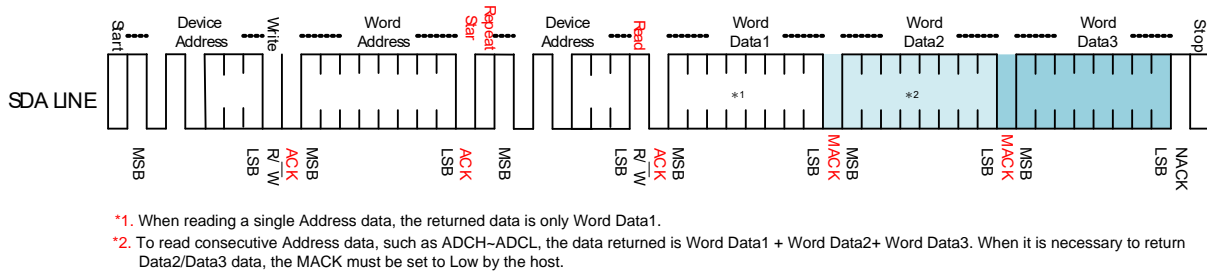 Start
Device
Address
Write
Word
Address
Repeat
Star
Device
Address
Read
Word
Data1
Word
Data2
Word
Data3
Stop
SDA LINE
*1
*2
MSB
LSB
R/W
ACK
MSB
LSB
ACK
MSB
LSB
R/W
ACK
MSB
LSB
MACK
MSB
LSB
MACK
MSB
LSB
NACK
*1. When reading a single Address data, the returned data is only Word Data1.
*2. To read consecutive Address data, such as ADCH~ADCL, the data returned is Word Data1 + Word Data2+ Word Data3. When it is necessary to return
Data2/Data3 data, the MACK must be set to Low by the host.